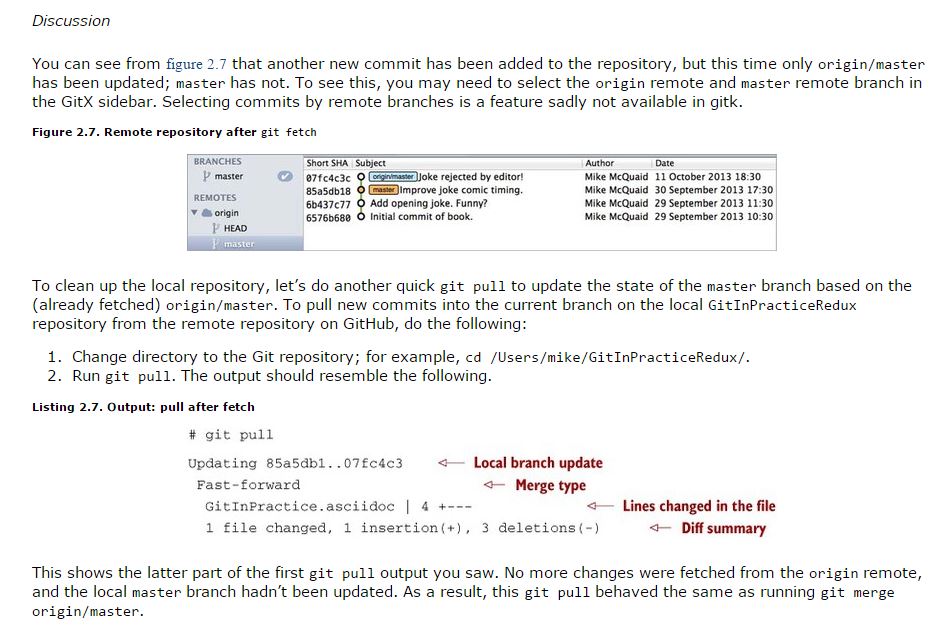 Discussion
You can see from figure 2.7 that another new commit has been added to the repository, but this time only origin/master
has been updated; master has not. To see this, you may need to select the origin remote and master remote branch in
the GitX sidebar. Selecting commits by remote branches is a feature sadly not available in gitk.
Figure 2.7. Remote repository after git fetch
BRANCHES
master
REMOTES
origin
HEAD
master
Short SHA Subject Author Date
07fc4c3c origin/master Joke rejected by editor! Mike McQuaid 11 October 2013 18:30
85a5db18 master Improve joke comic timing. Mike McQuaid 30 September 2013 17:30
6b437c77 Add opening joke. Funny? Mike McQuaid 29 September 2013 11:30
6576b680 Initial commit of book. Mike McQuaid 29 September 2013 10:30
To clean up the local repository, let’s do another quick git pull to update the state of the master branch based on the
(already fetched) origin/master. To pull new commits into the current branch on the local GitInPracticeRedux
repository from the remote repository on GitHub, do the following:
1. Change directory to the Git repository; for example, cd /Users/mike/GitInPracticeRedux/.
2. Run git pull. The output should resemble the following.
Listing 2.7. Output: pull after fetch
# git pull
Updating 85a5db1..07fc4c3 Local branch update
Fast-forward Merge type
GitInPractice.asciidoc | 4 +--- Lines changed in the file
1 file changed, 1 insertion(+), 3 deletions(-) Diff summary
This shows the latter part of the first git pull output you saw. No more changes were fetched from the origin remote,
and the local master branch hadn’t been updated. As a result, this git pull behaved the same as running git merge
origin/master.